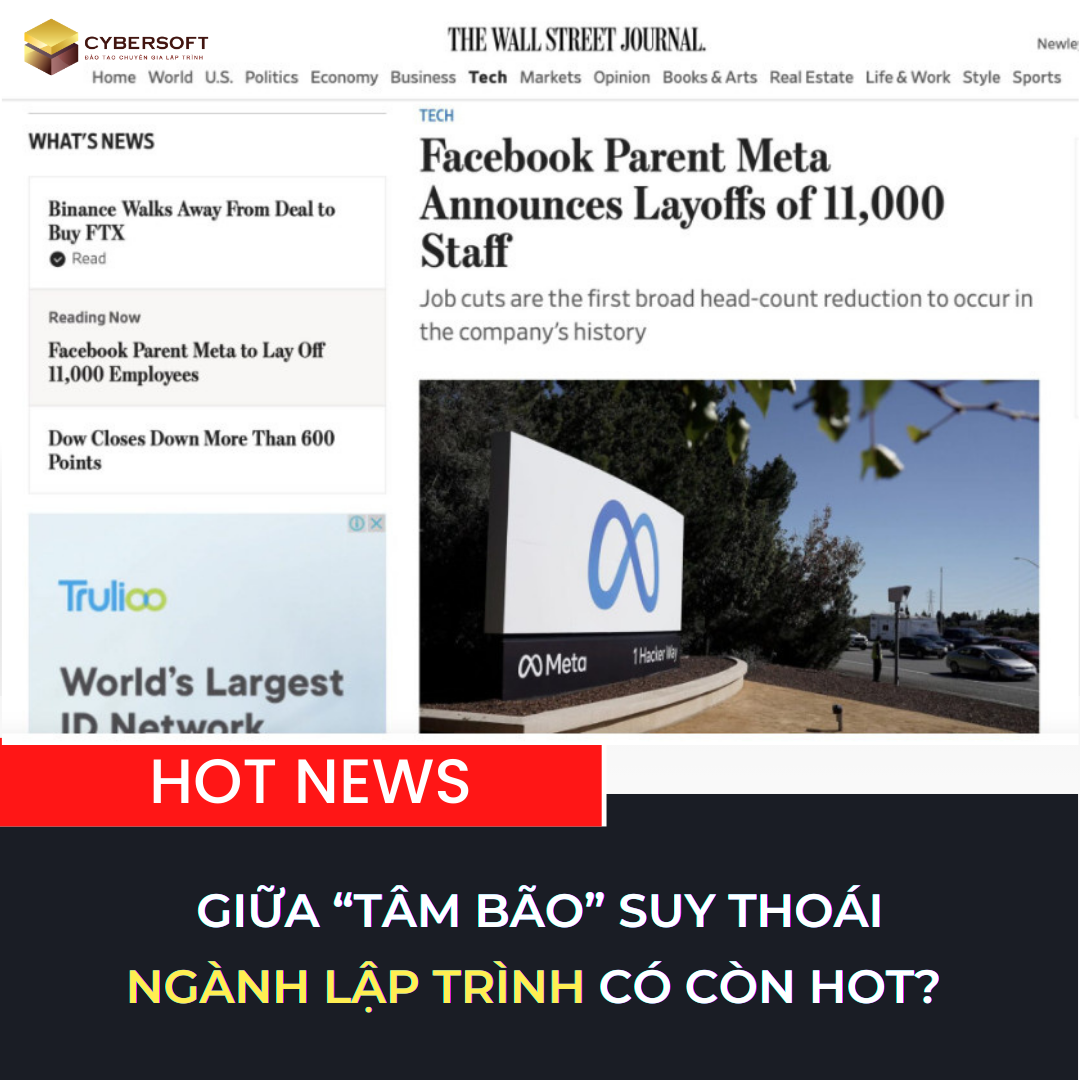 CYBERSOFT
ĐÀO TẠO CHUYÊN GIA LẬP TRÌNH
THE WALL STREET JOURNAL.
Home World U.S. Politics Economy Business Tech Markets Opinion Books & Arts Real Estate Life & Work Style Sports
WHAT'S NEWS
Binance Walks Away From Deal to
Buy FTX
Read
Reading Now
Facebook Parent Meta to Lay Off
11,000 Employees
Dow Closes Down More Than 600
Points
Trulioo
World's Largest
ID Network
TECH
Facebook Parent Meta
Announces Layoffs of 11,000
Staff
Job cuts are the first broad head-count reduction to occur in
the company's history
Meta
1 Hacker Way
HOT NEWS
GIỮA “TÂM BÃO” SUY THOÁI
NGÀNH LẬP TRÌNH CÓ CÒN HOT?